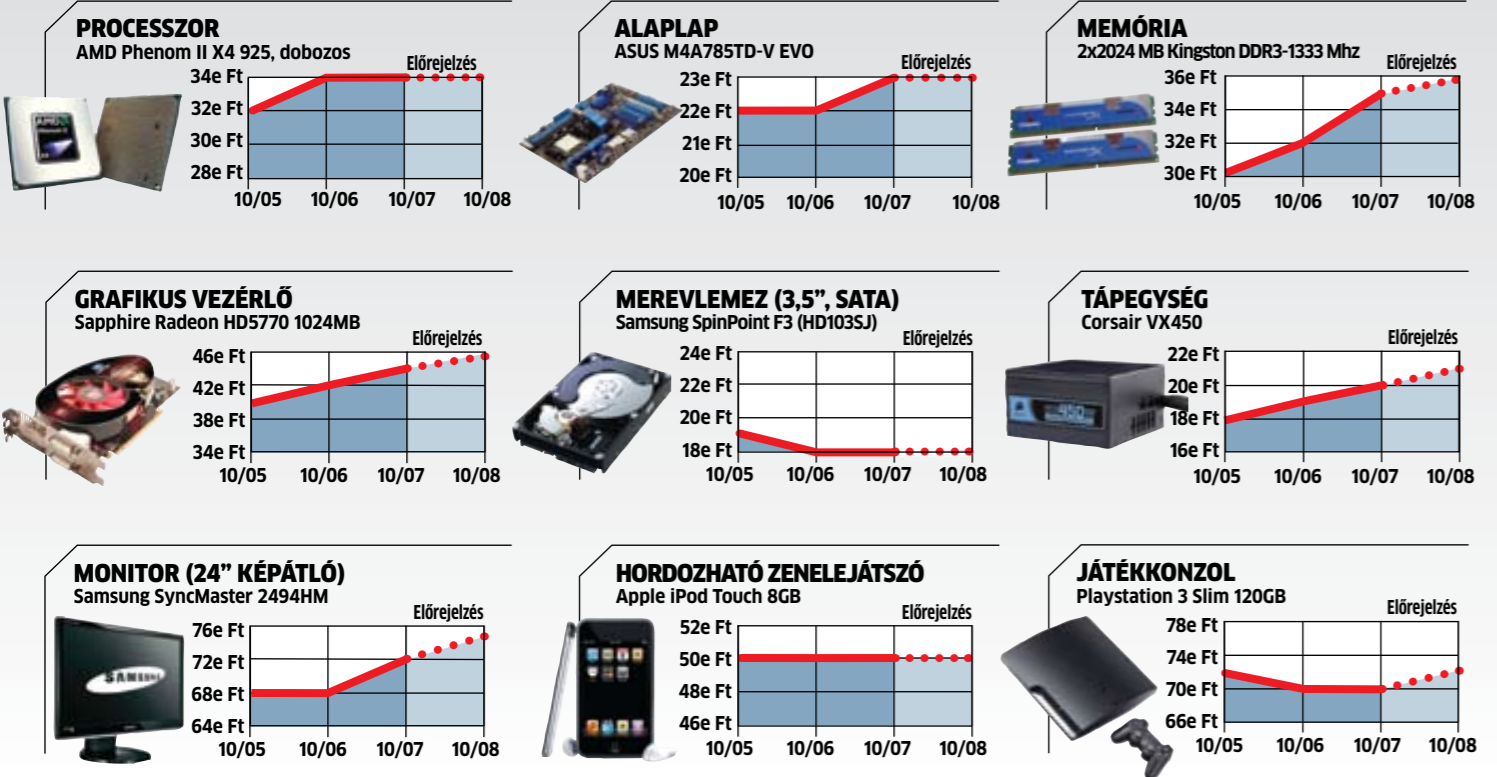 PROCESSZOR
AMD Phenom II X4 925, dobozos
Előrejelzés
34e Ft
32e Ft
30e Ft
28e Ft
10/05 10/06 10/07 10/08
ALAPLAP
ASUS M4A785TD-V EVO
Előrejelzés
23e Ft
22e Ft
21e Ft
20e Ft
10/05 10/06 10/07 10/08
MEMÓRIA
2x2024 MB Kingston DDR3-1333 Mhz
Előrejelzés
36e Ft
34e Ft
32e Ft
30e Ft
10/05 10/06 10/07 10/08
GRAFIKUS VEZÉRLŐ
Sapphire Radeon HD5770 1024MB
Előrejelzés
46e Ft
42e Ft
38e Ft
34e Ft
10/05 10/06 10/07 10/08
MEREVLEMEZ (3,5”, SATA)
Samsung SpinPoint F3 (HD103SJ)
Előrejelzés
24e Ft
22e Ft
20e Ft
18e Ft
10/05 10/06 10/07 10/08
TÁPEGYSÉG
Corsair VX450
Előrejelzés
22e Ft
20e Ft
18e Ft
16e Ft
450
10/05 10/06 10/07 10/08
MONITOR (24” KÉPÁTLÓ)
Samsung SyncMaster 2494HM
Előrejelzés
76e Ft
72e Ft
68e Ft
64e Ft
SAMSUNG
10/05 10/06 10/07 10/08
HORDOZHATÓ ZENELEJÁTSZÓ
Apple iPod Touch 8GB
Előrejelzés
52e Ft
50e Ft
48e Ft
46e Ft
10/05 10/06 10/07 10/08
JÁTÉKKONZOL
Playstation 3 Slim 120GB
Előrejelzés
78e Ft
74e Ft
70e Ft
66e Ft
10/05 10/06 10/07 10/08